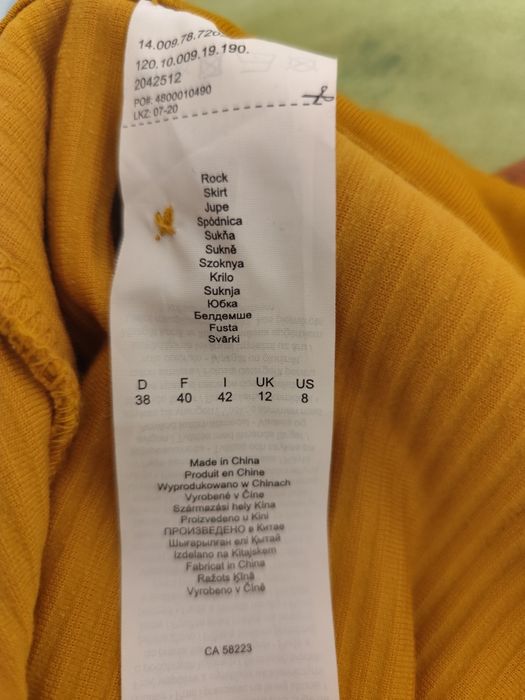 14.009.78.726.
120.10.009.19.190.
2042512
PO#: 4800010490
LKZ: 07-20
Rock
Skirt
Jupe
Spòdnica
Sukňa
Sukně
Szoknya
Krilo
Suknja
Юбка
Белдемше
Fusta
Svārki
D F I UK US
38 40 42 12 8
Made in China
Produit en Chine
Wyprodukowano w Chinach
Vyrobené v Číne
Származási hely Kína
Proizvedeno u Kini
ПРОИЗВЕДЕНО в Китае
Шығарылған елі Қытай
Izdelano na Kitajskem
Fabricat in China
Ražots Ķīnā
Vyrobeno v Číně
CA 58223